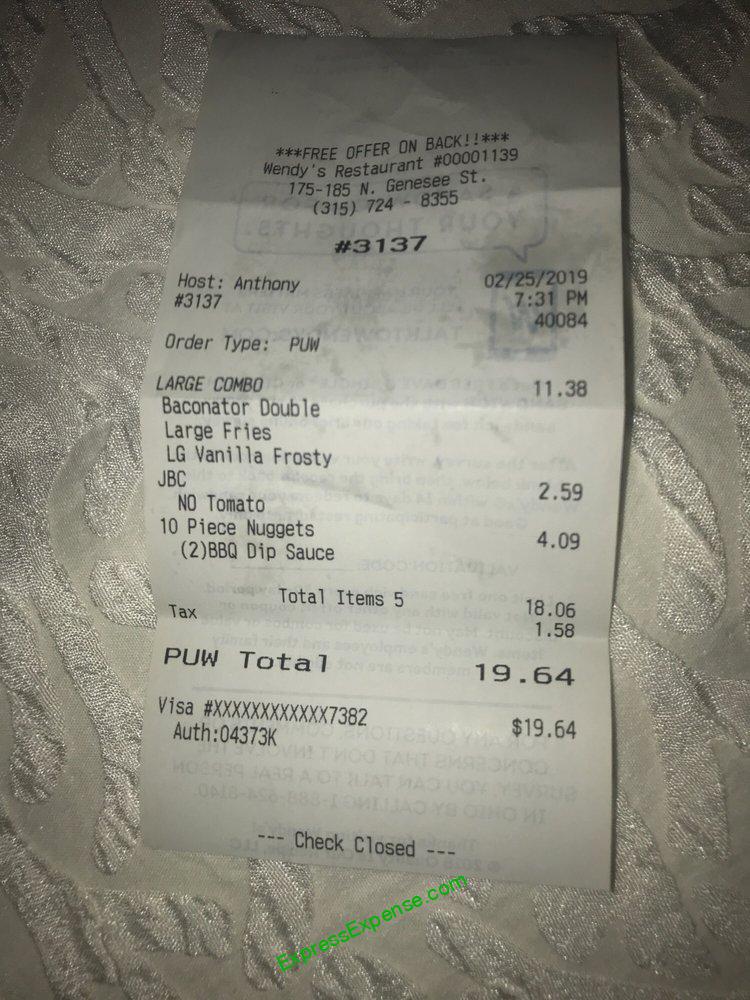 ***FREE OFFER ON BACK!!***
Wendy's Restaurant #00001139
175-185 N. Genesee St.
(315) 724 - 8355
#3137
Host: Anthony 02/25/2019
#3137 7:31 PM
40084
Order Type: PUW
LARGE COMBO 11.38
Baconator Double
Large Fries
LG Vanilla Frosty
JBC 2.59
NO Tomato
10 Piece Nuggets 4.09
(2)BBQ Dip Sauce
Total Items 5 18.06
Tax 1.58
PUW Total 19.64
Visa #XXXXXXXXXXXX7382 $19.64
Auth:04373K
--- Check Closed ---
ExpressExpense.com